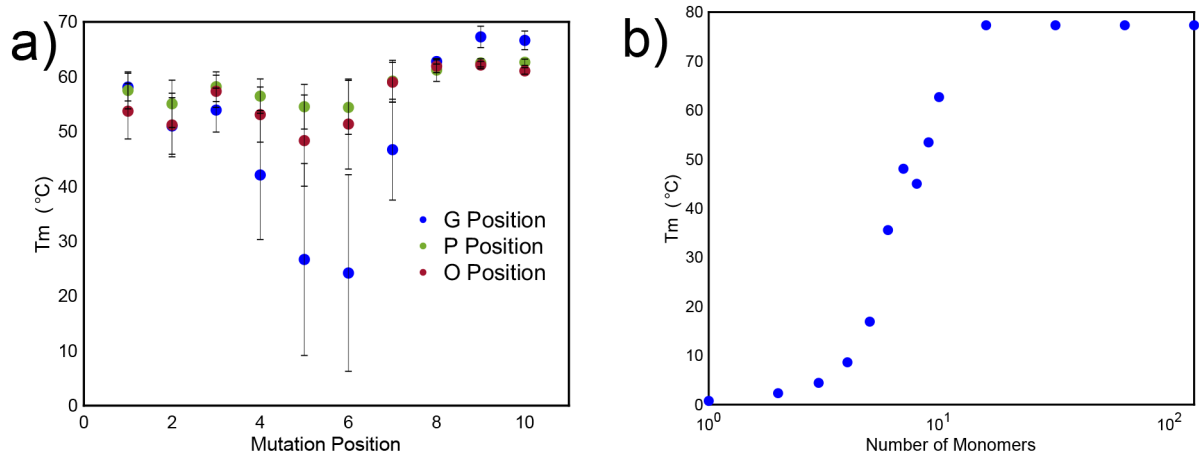 a)
70
60
50
40
30
20
10
0
Tm (°C)
G Position
P Position
O Position
0 2 4 6 8 10
Mutation Position
b)
80
70
60
50
40
30
20
10
0
Tm (°C)
10⁰ 10¹ 10²
Number of Monomers